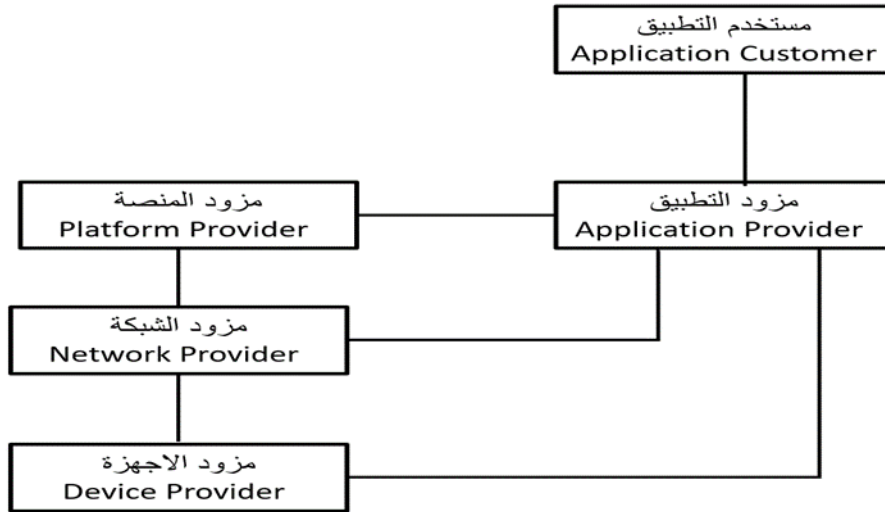 مستخدم التطبيق
Application Customer
مزود المنصة
Platform Provider
مزود التطبيق
Application Provider
مزود الشبكة
Network Provider
مزود الاجهزة
Device Provider